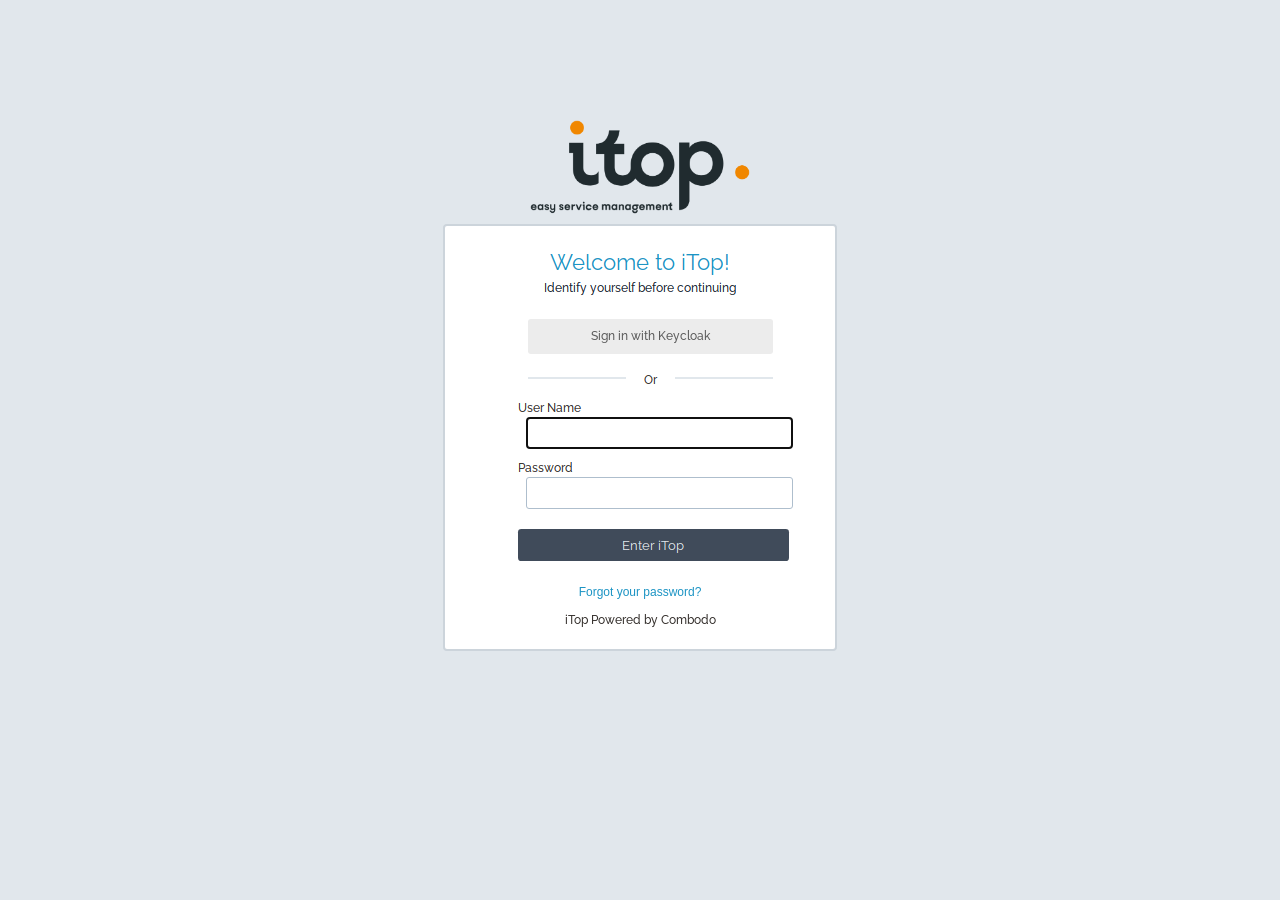 itop
easy service management
Welcome to iTop!
Identify yourself before continuing
Sign in with Keycloak
Or
User Name
Password
Enter iTop
Forgot your password?
iTop Powered by Combodo